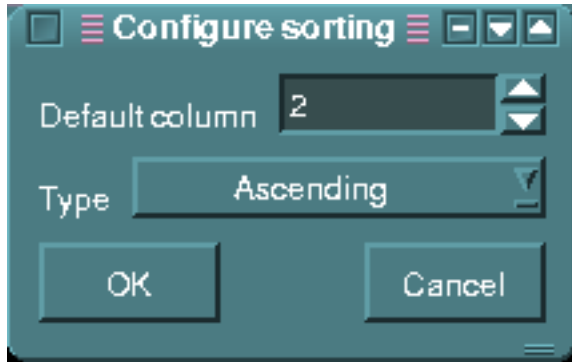 Configure sorting
Default column 2
Type Ascending
OK Cancel